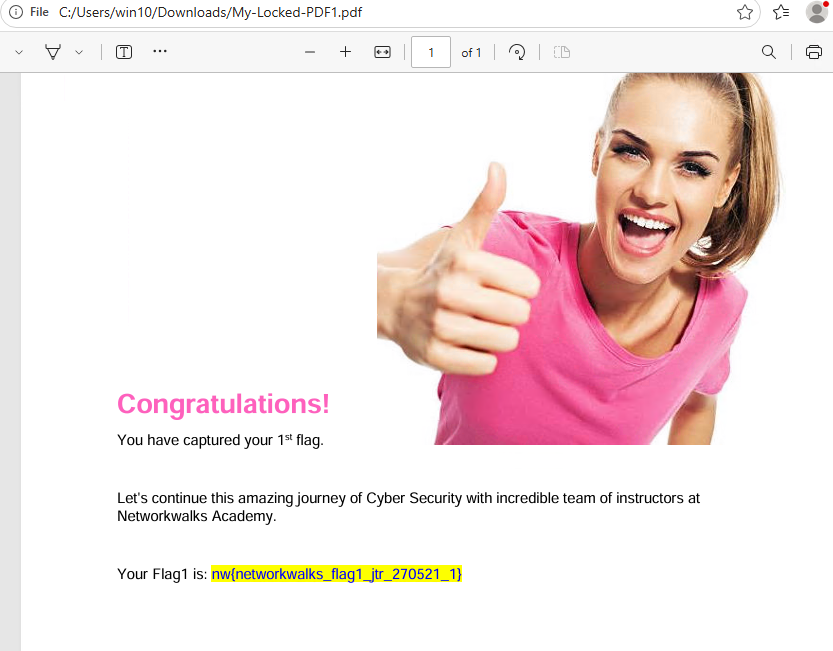 File C:/Users/win10/Downloads/My-Locked-PDF1.pdf
1 of 1
Congratulations!
You have captured your 1st flag.
Let's continue this amazing journey of Cyber Security with incredible team of instructors at
Networkwalks Academy.
Your Flag1 is: nw{networkwalks_flag1_jtr_270521_1}